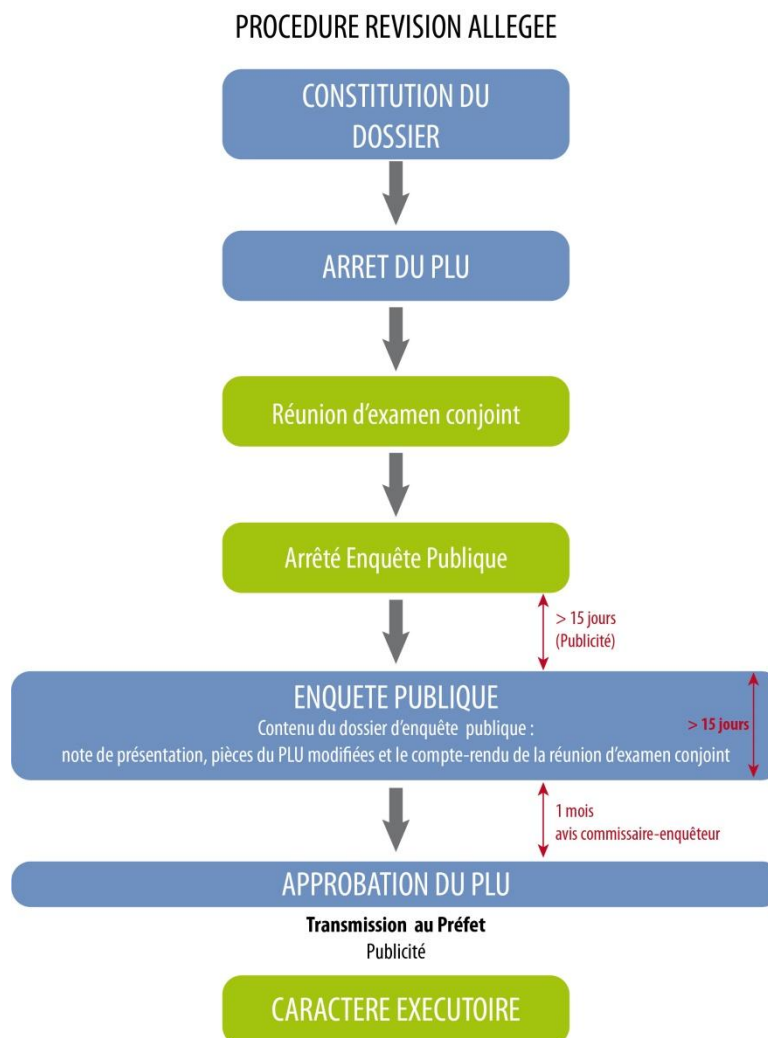 PROCEDURE REVISION ALLEGEE
CONSTITUTION DU
DOSSIER
ARRET DU PLU
Réunion d'examen conjoint
Arrêté Enquête Publique
> 15 jours
(Publicité)
ENQUETE PUBLIQUE
Contenu du dossier d'enquête publique :
note de présentation, pièces du PLU modifiées et le compte-rendu de la réunion d'examen conjoint
> 15 jours
1 mois
avis commissaire-enquêteur
APPROBATION DU PLU
Transmission au Préfet
Publicité
CARACTERE EXECUTOIRE